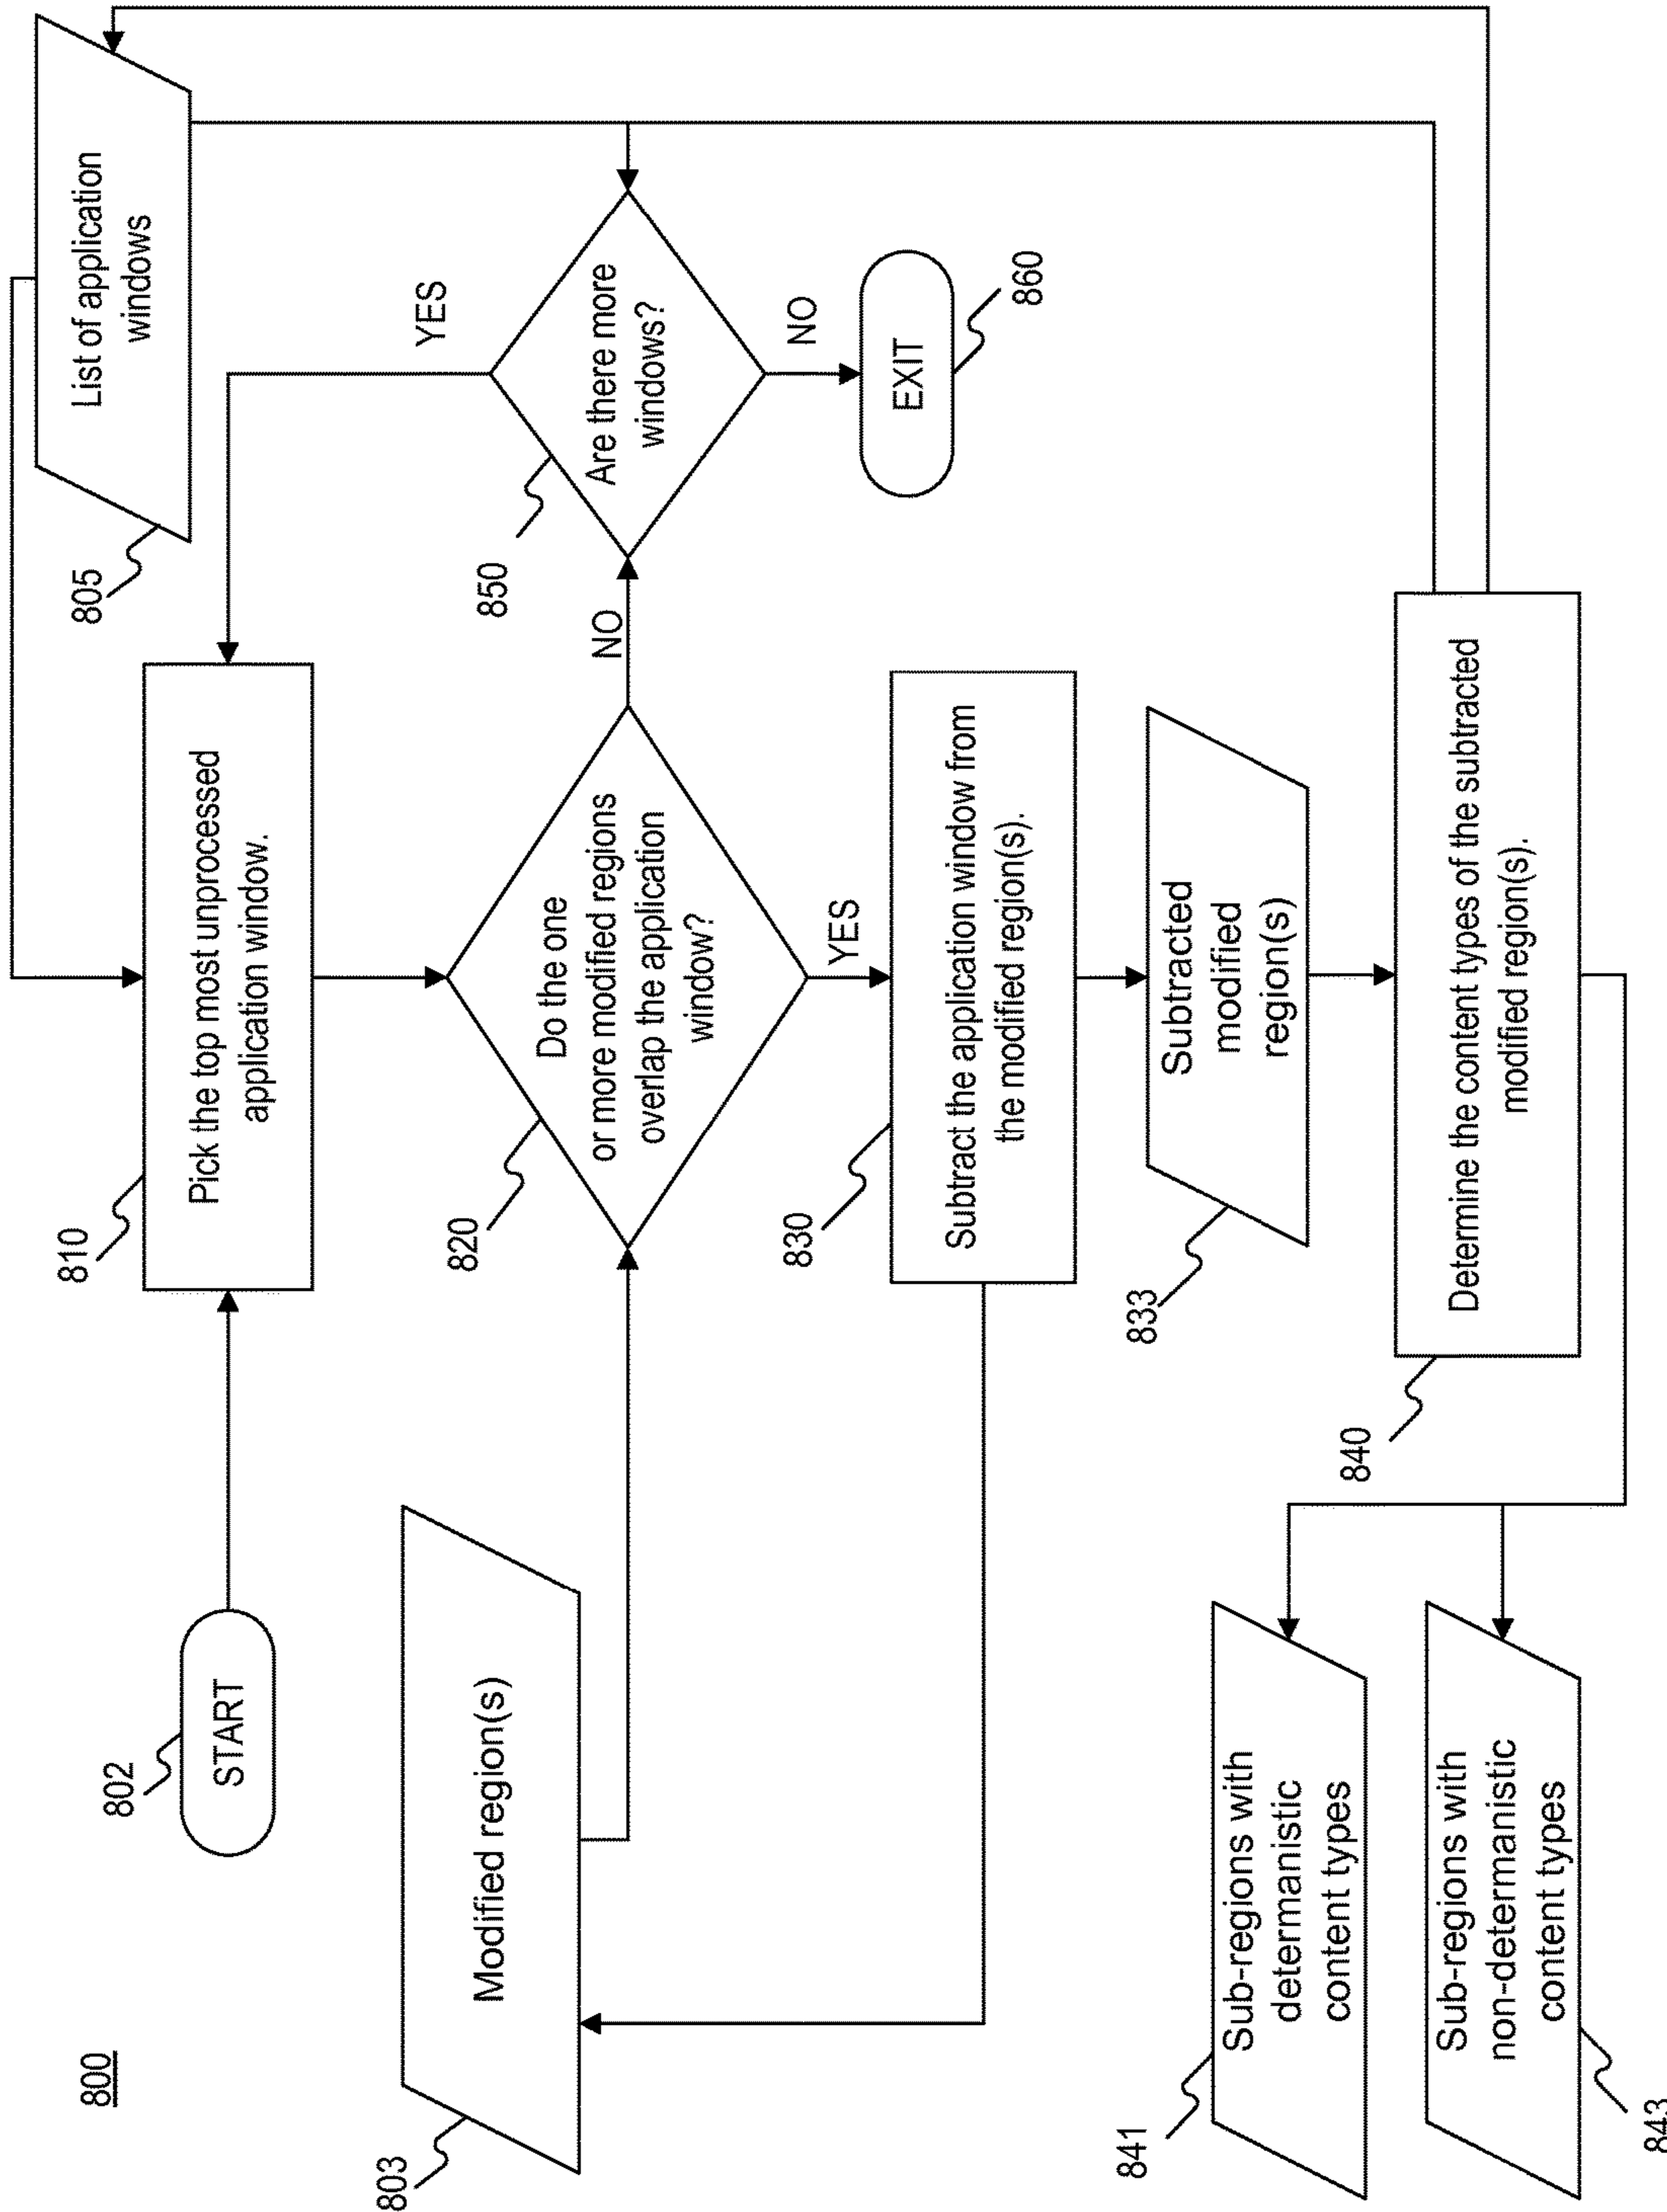 800
802
START
810
Pick the top most unprocessed
application window.
805
List of application
windows
803
Modified region(s)
820
Do the one
or more modified regions
overlap the application
window?
NO
YES
850
Are there more
windows?
YES
NO
EXIT
860
830
Subtract the application window from
the modified region(s).
833
Subtracted
modified
region(s)
840
Determine the content types of the subtracted
modified region(s).
841
Sub-regions with
determanistic
content types
Sub-regions with
non-determanistic
content types
843